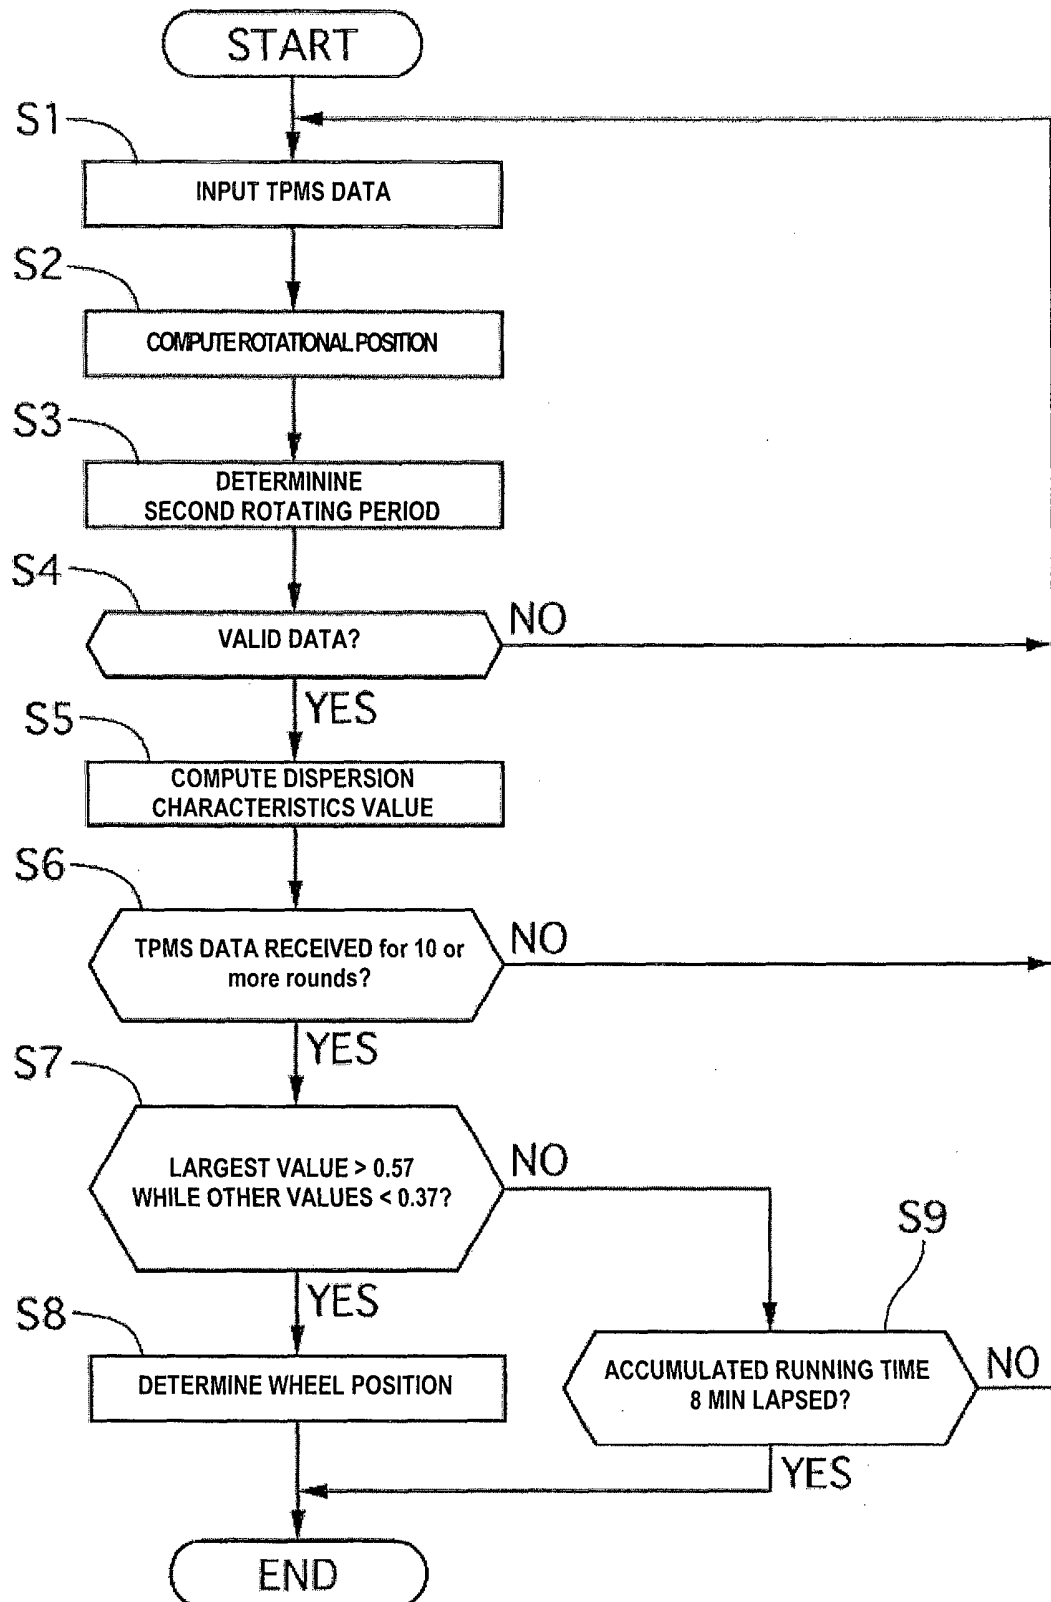 START
S1
INPUT TPMS DATA
S2
COMPUTE ROTATIONAL POSITION
S3
DETERMININE
SECOND ROTATING PERIOD
S4
VALID DATA?
NO
YES
S5
COMPUTE DISPERSION
CHARACTERISTICS VALUE
S6
TPMS DATA RECEIVED for 10 or
more rounds?
NO
YES
S7
LARGEST VALUE > 0.57
WHILE OTHER VALUES < 0.37?
NO
YES
S9
ACCUMULATED RUNNING TIME
8 MIN LAPSED?
NO
YES
S8
DETERMINE WHEEL POSITION
END